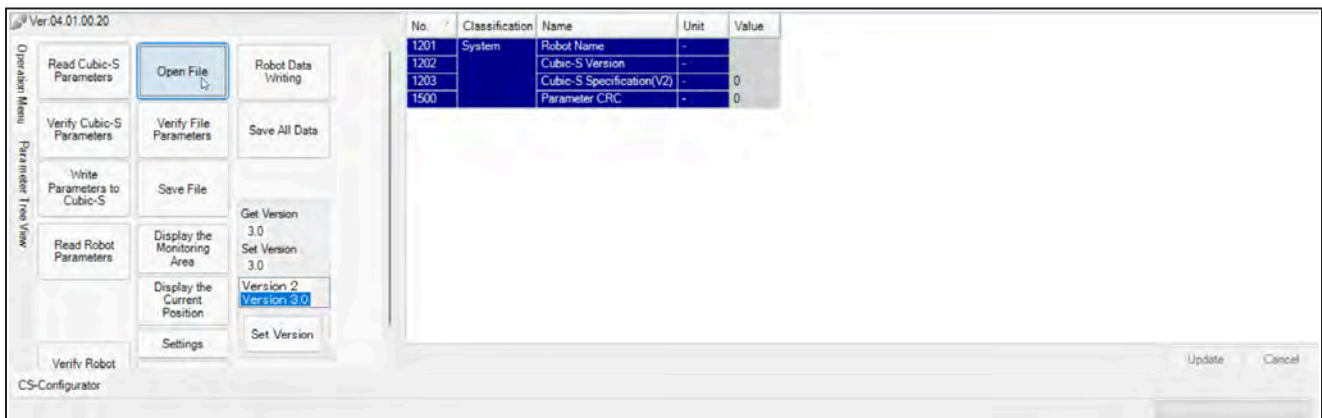 Ver.04.01.00.20
Operation Menu
Parameter Tree View
Read Cubic-S
Parameters
Open File
Robot Data
Writing
Verify Cubic-S
Parameters
Verify File
Parameters
Save All Data
Write
Parameters to
Cubic-S
Save File
Read Robot
Parameters
Display the
Monitoring
Area
Get Version
3.0
Set Version
3.0
Version 2
Version 3.0
Set Version
Display the
Current
Position
Settings
Verify Robot
CS-Configurator
No. Classification Name Unit Value
1201 System Robot Name -
1202 Cubic-S Version -
1203 Cubic-S Specification(V2) - 0
1500 Parameter CRC - 0
Update Cancel